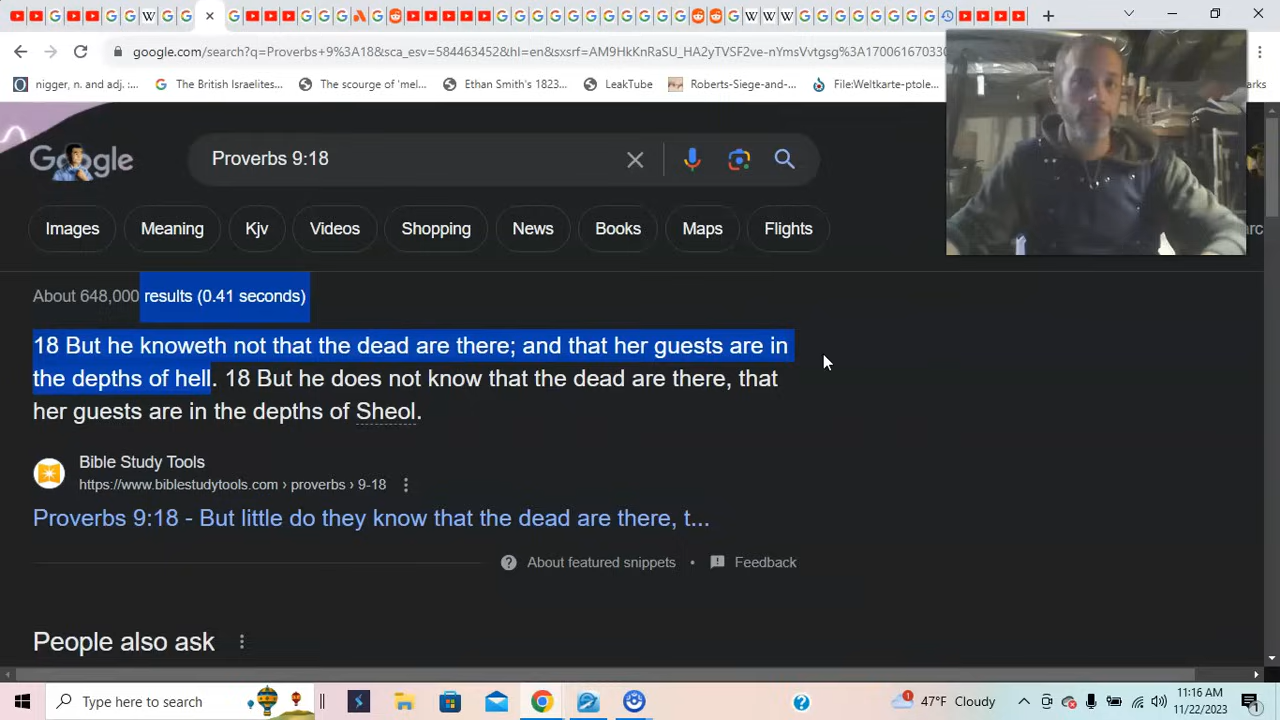 google.com/search?q=Proverbs+9%3A18&sca_esv=584463452&hl=en&sxsrf=AM9HkKnRaSU_HA2yTVSF2ve-nYmsVvtgsg%3A170061670330
nigger, n. and adj. :...
The British Israelites...
The scourge of 'mel...
Ethan Smith's 1823...
LeakTube
Roberts-Siege-and-...
File:Weltkarte-ptole...
arks
Google
Proverbs 9:18
Images
Meaning
Kjv
Videos
Shopping
News
Books
Maps
Flights
About 648,000 results (0.41 seconds)
18 But he knoweth not that the dead are there; and that her guests are in
the depths of hell. 18 But he does not know that the dead are there, that
her guests are in the depths of Sheol.
Bible Study Tools
https://www.biblestudytools.com › proverbs › 9-18
Proverbs 9:18 - But little do they know that the dead are there, t...
About featured snippets • Feedback
People also ask
Type here to search
47°F Cloudy
11:16 AM
11/22/2023